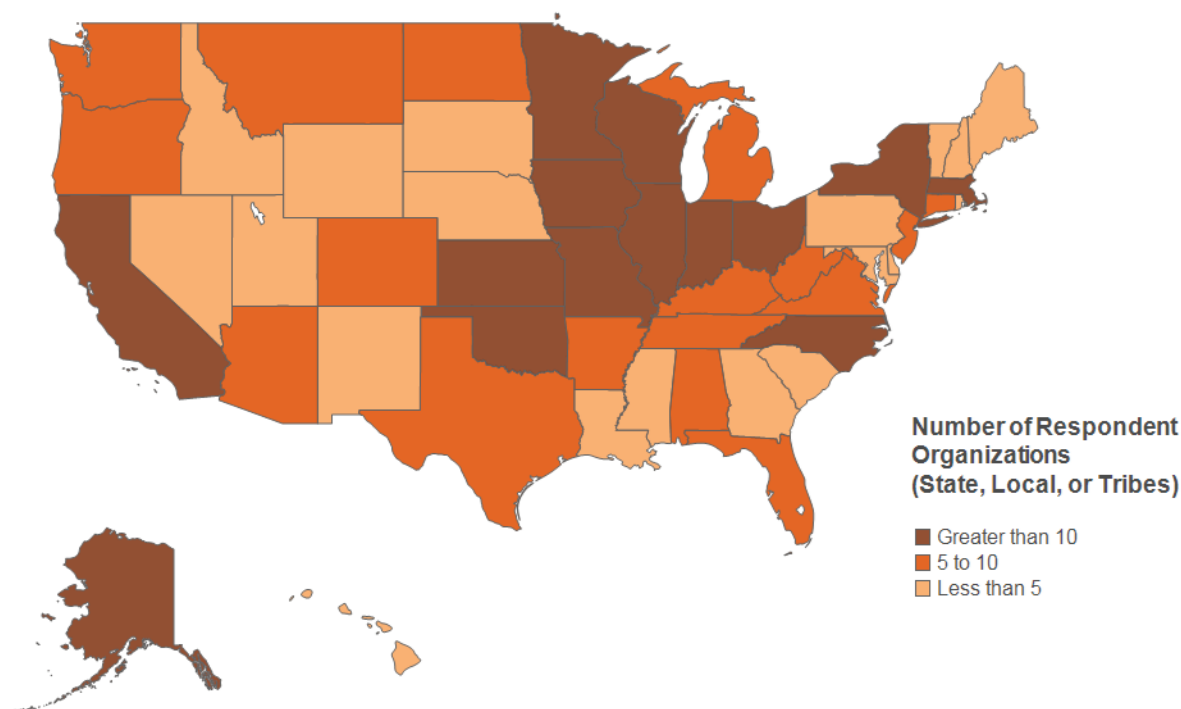 Number of Respondent
Organizations
(State, Local, or Tribes)
Greater than 10
5 to 10
Less than 5